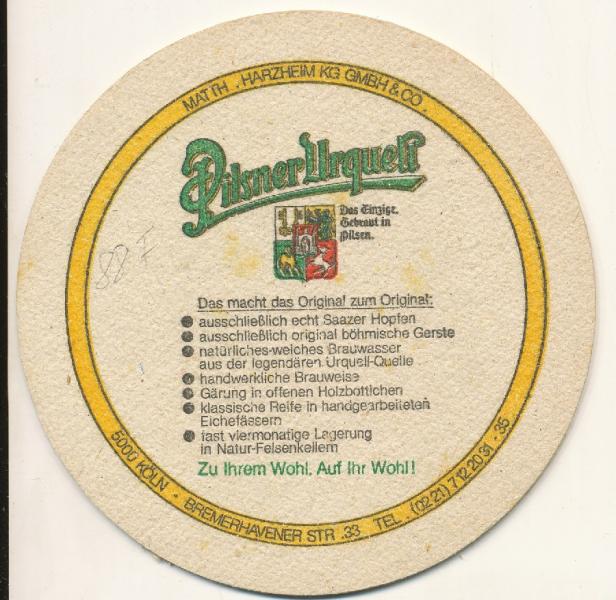 MATTH . HARZHEIM KG GMBH & CO .
Pilsner Urquell
Das Einzige.
Gebraut in
Pilsen.
88 F
Das macht das Original zum Original:
● ausschließlich echt Saazer Hopfen
● ausschließlich original böhmische Gerste
● natürliches-weiches Brauwasser
aus der legendären Urquell-Quelle
● handwerkliche Brauweise
● Gärung in offenen Holzbottichen
● klassische Reife in handgearbeiteten
Eichefässern
● fast viermonatige Lagerung
in Natur-Felsenkellern
Zu Ihrem Wohl. Auf Ihr Wohl!
5000 KÖLN · BREMERHAVENER STR .33 TEL . (02 21) 7 12 20 31 - 35